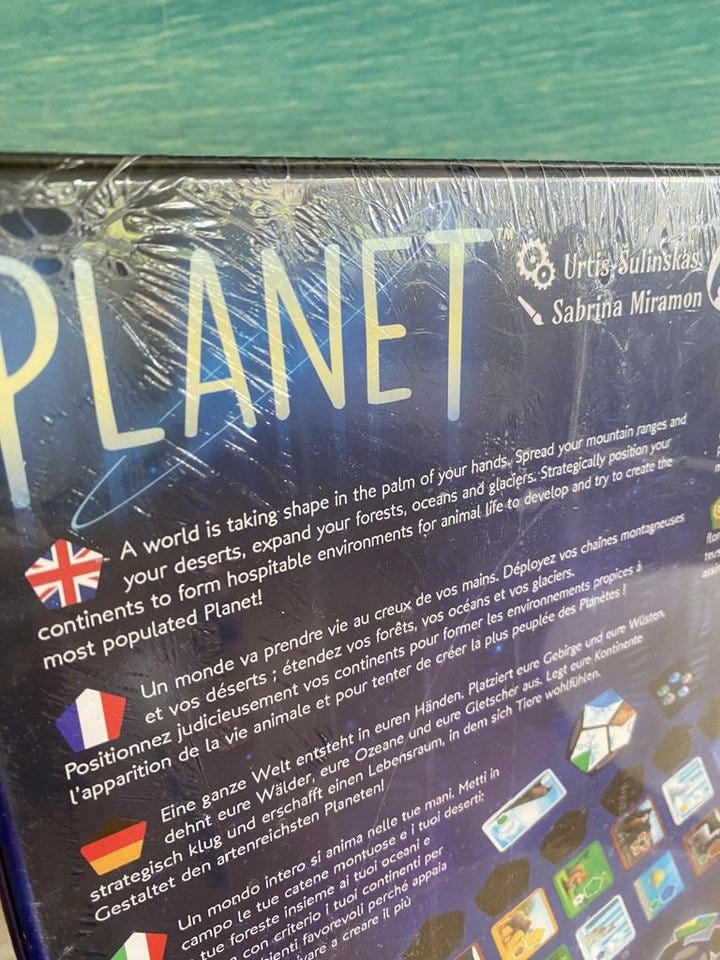 PLANET™
Urtis Šulinskas
Sabrina Miramon
A world is taking shape in the palm of your hands. Spread your mountain ranges and
your deserts, expand your forests, oceans and glaciers. Strategically position your
continents to form hospitable environments for animal life to develop and try to create the
most populated Planet!
Un monde va prendre vie au creux de vos mains. Déployez vos chaînes montagneuses
et vos déserts ; étendez vos forêts, vos océans et vos glaciers.
Positionnez judicieusement vos continents pour former les environnements propices à
l'apparition de la vie animale et pour tenter de créer la plus peuplée des Planètes !
Eine ganze Welt entsteht in euren Händen. Platziert eure Gebirge und eure Wüsten,
dehnt eure Wälder, eure Ozeane und eure Gletscher aus. Legt eure Kontinente
strategisch klug und erschafft einen Lebensraum, in dem sich Tiere wohlfühlen.
Gestaltet den artenreichsten Planeten!
Un mondo intero si anima nelle tue mani. Metti in
campo le tue catene montuose e i tuoi deserti;
tue foreste insieme ai tuoi oceani e
con criterio i tuoi continenti per
bienti favorevoli perché appaia
ivare a creare il più